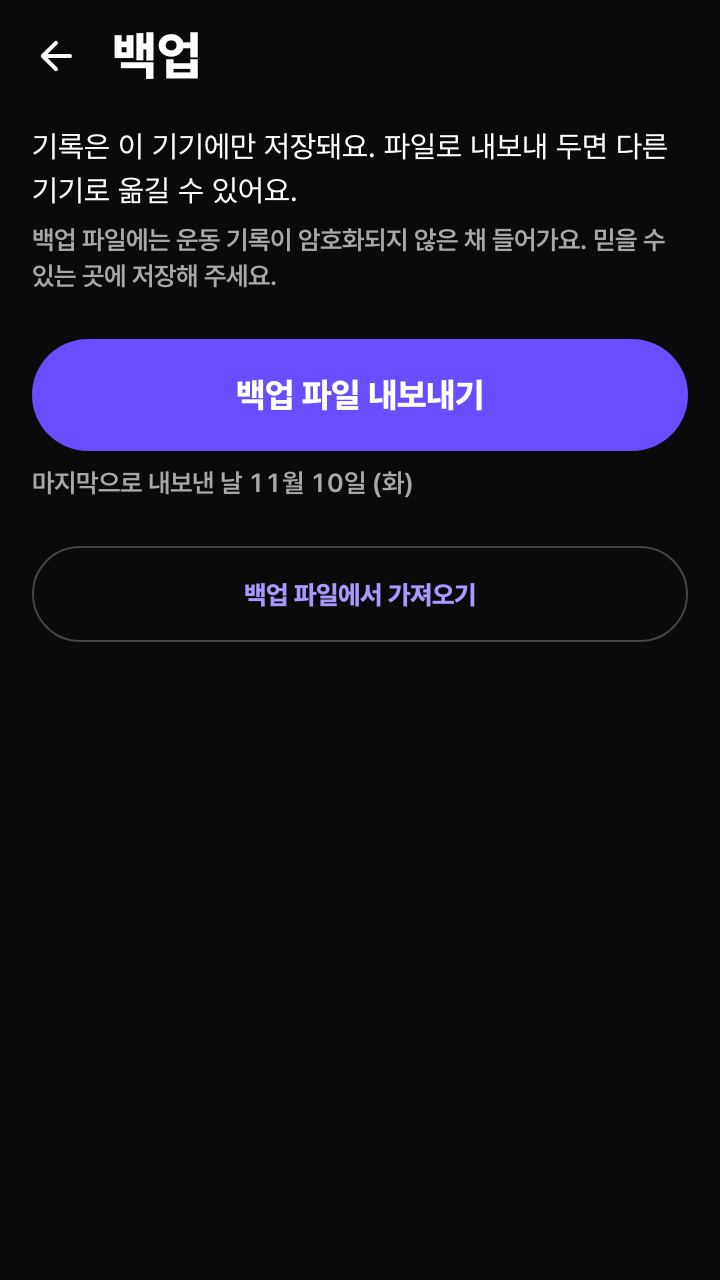 백업
기록은 이 기기에만 저장돼요. 파일로 내보내 두면 다른
기기로 옮길 수 있어요.
백업 파일에는 운동 기록이 암호화되지 않은 채 들어가요. 믿을 수
있는 곳에 저장해 주세요.
백업 파일 내보내기
마지막으로 내보낸 날 11월 10일 (화)
백업 파일에서 가져오기